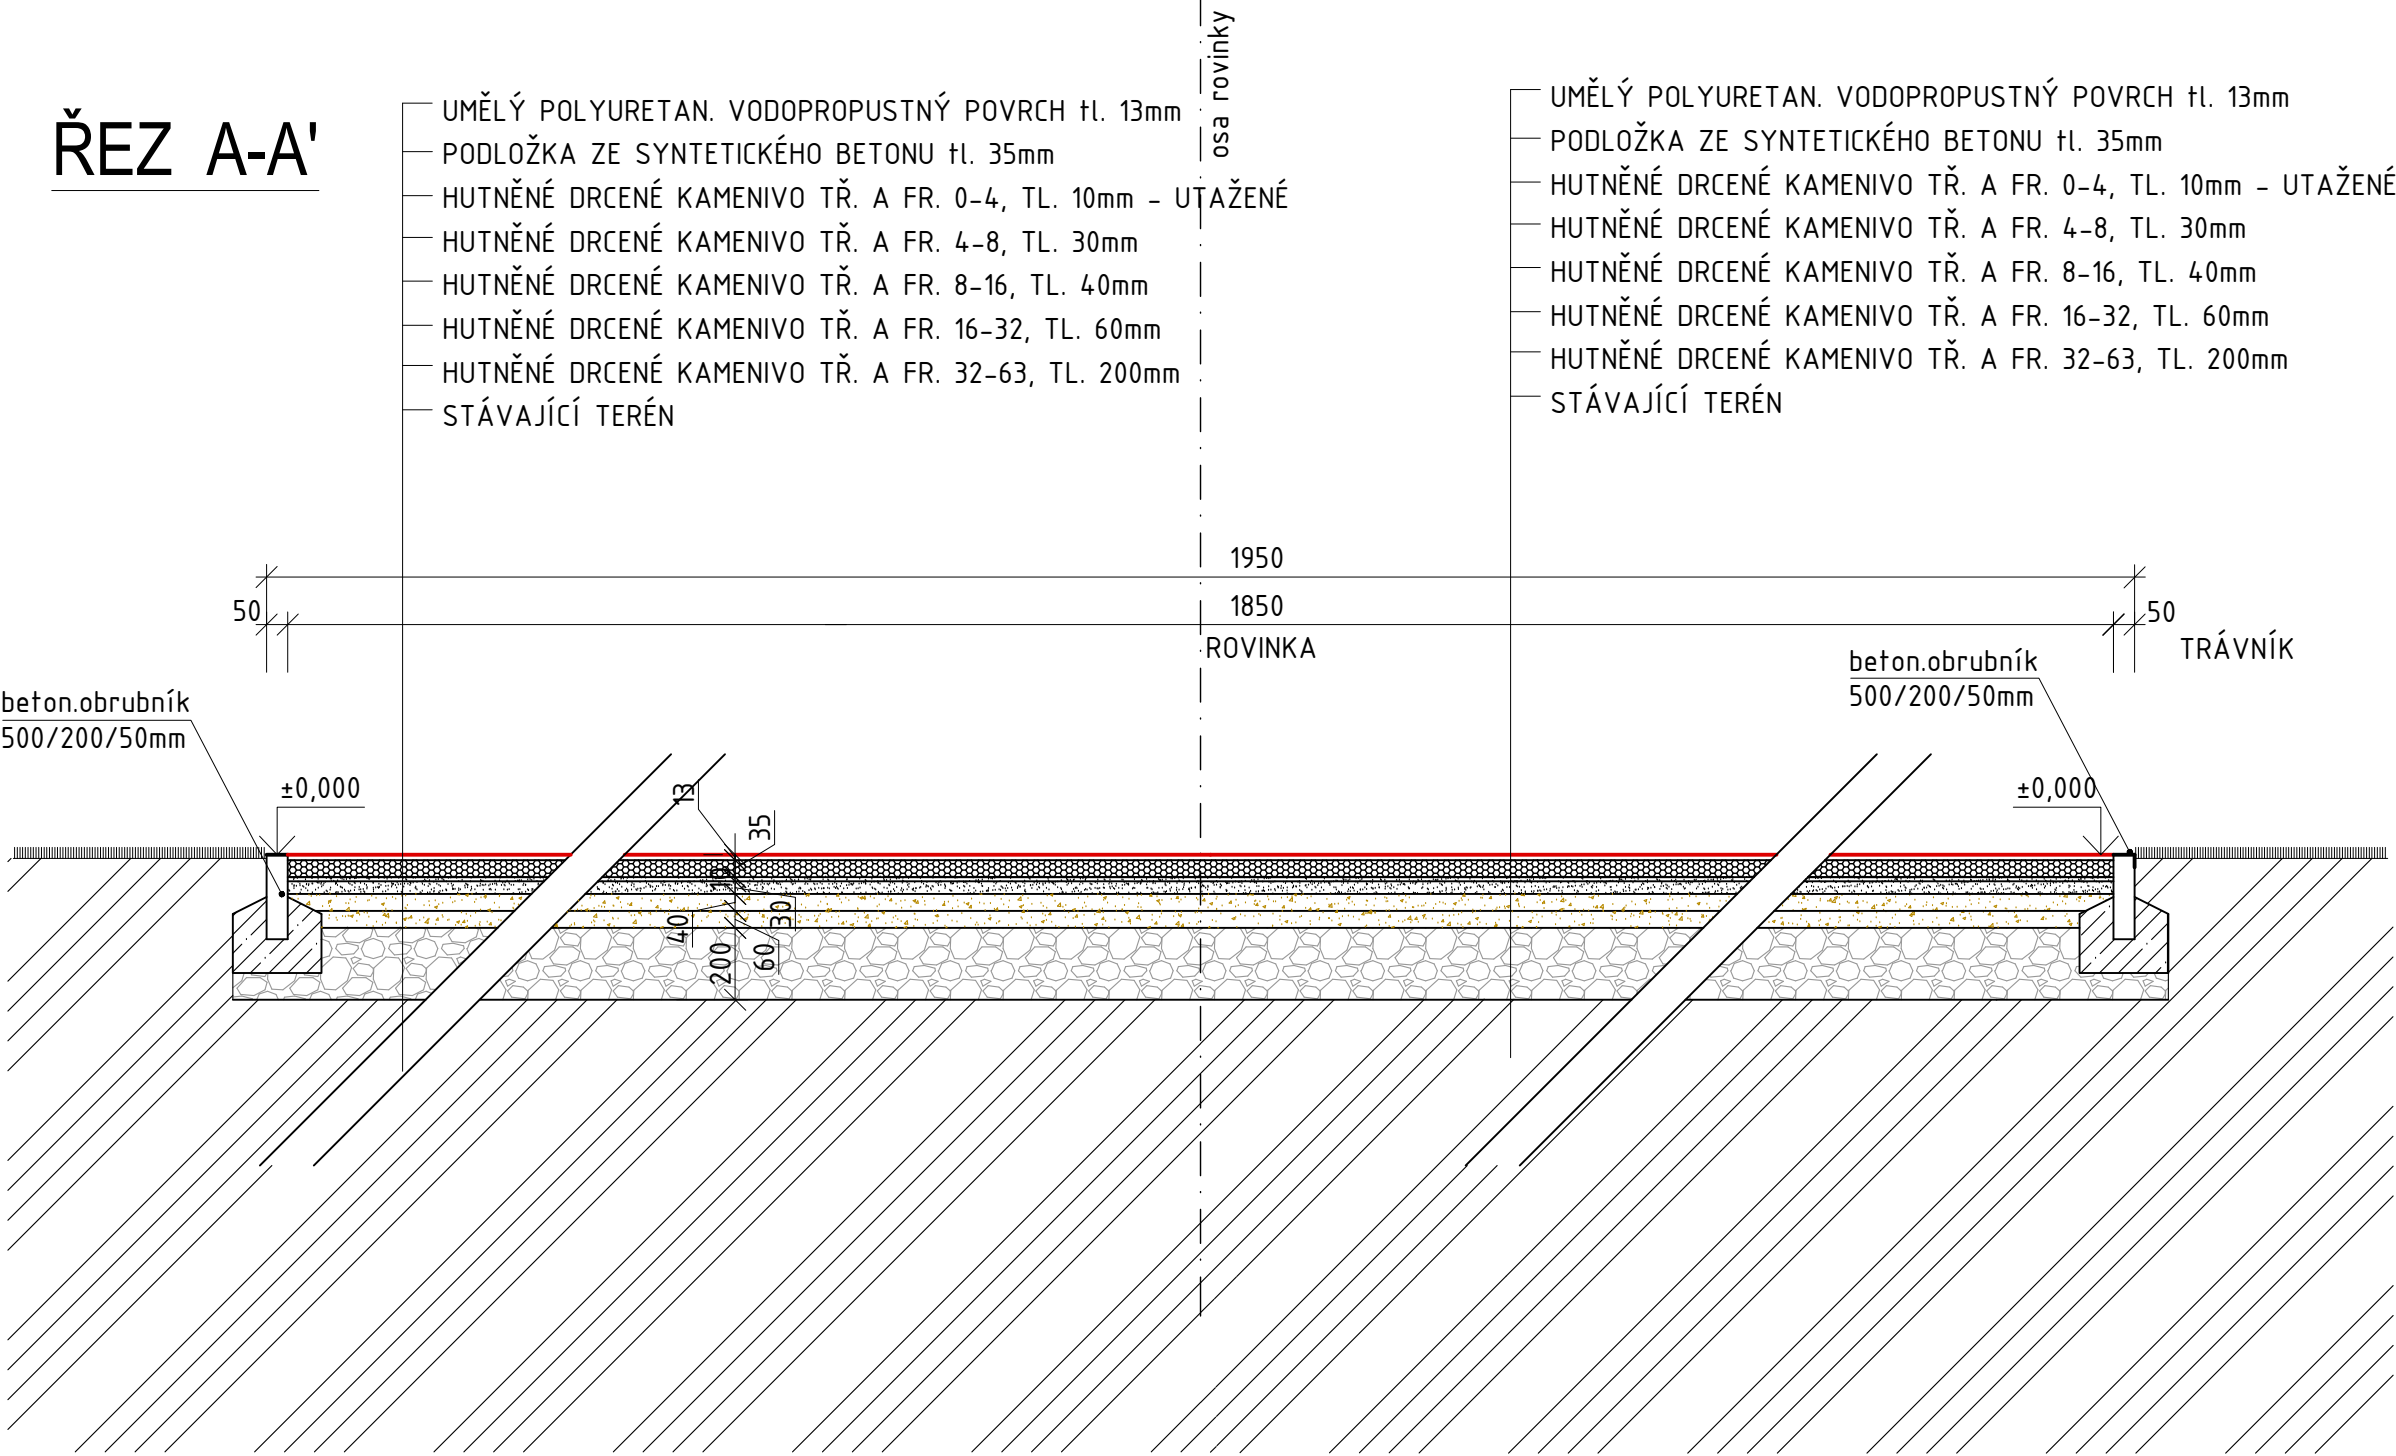 ŘEZ A-A'
UMĚLÝ POLYURETAN. VODOPROPUSTNÝ POVRCH tl. 13mm
PODLOŽKA ZE SYNTETICKÉHO BETONU tl. 35mm
HUTNĚNÉ DRCENÉ KAMENIVO TŘ. A FR. 0-4, TL. 10mm - UTAŽENÉ
HUTNĚNÉ DRCENÉ KAMENIVO TŘ. A FR. 4-8, TL. 30mm
HUTNĚNÉ DRCENÉ KAMENIVO TŘ. A FR. 8-16, TL. 40mm
HUTNĚNÉ DRCENÉ KAMENIVO TŘ. A FR. 16-32, TL. 60mm
HUTNĚNÉ DRCENÉ KAMENIVO TŘ. A FR. 32-63, TL. 200mm
STÁVAJÍCÍ TERÉN
osa rovinky
UMĚLÝ POLYURETAN. VODOPROPUSTNÝ POVRCH tl. 13mm
PODLOŽKA ZE SYNTETICKÉHO BETONU tl. 35mm
HUTNĚNÉ DRCENÉ KAMENIVO TŘ. A FR. 0-4, TL. 10mm - UTAŽENÉ
HUTNĚNÉ DRCENÉ KAMENIVO TŘ. A FR. 4-8, TL. 30mm
HUTNĚNÉ DRCENÉ KAMENIVO TŘ. A FR. 8-16, TL. 40mm
HUTNĚNÉ DRCENÉ KAMENIVO TŘ. A FR. 16-32, TL. 60mm
HUTNĚNÉ DRCENÉ KAMENIVO TŘ. A FR. 32-63, TL. 200mm
STÁVAJÍCÍ TERÉN
1950
50
1850
50
ROVINKA
TRÁVNÍK
beton.obrubník
500/200/50mm
beton.obrubník
500/200/50mm
±0,000
±0,000
13
35
10
30
40
60
200